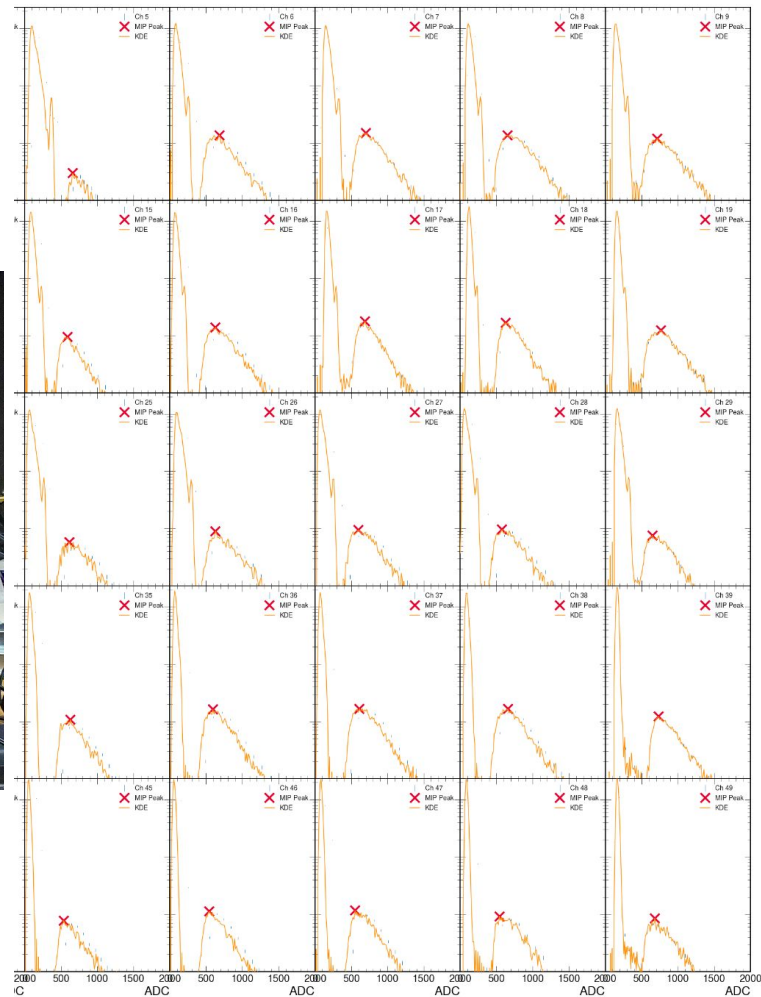 Ch 5
MIP Peak
KDE
Ch 6
MIP Peak
KDE
Ch 7
MIP Peak
KDE
Ch 8
MIP Peak
KDE
Ch 9
MIP Peak
KDE
Ch 15
MIP Peak
KDE
Ch 16
MIP Peak
KDE
Ch 17
MIP Peak
KDE
Ch 18
MIP Peak
KDE
Ch 19
MIP Peak
KDE
Ch 25
MIP Peak
KDE
Ch 26
MIP Peak
KDE
Ch 27
MIP Peak
KDE
Ch 28
MIP Peak
KDE
Ch 29
MIP Peak
KDE
Ch 35
MIP Peak
KDE
Ch 36
MIP Peak
KDE
Ch 37
MIP Peak
KDE
Ch 38
MIP Peak
KDE
Ch 39
MIP Peak
KDE
Ch 45
MIP Peak
KDE
Ch 46
MIP Peak
KDE
Ch 47
MIP Peak
KDE
Ch 48
MIP Peak
KDE
Ch 49
MIP Peak
KDE
500 1000 1500 500 1000 1500 500 1000 1500 500 1000 1500 500 1000 1500 2000
ADC ADC ADC ADC ADC